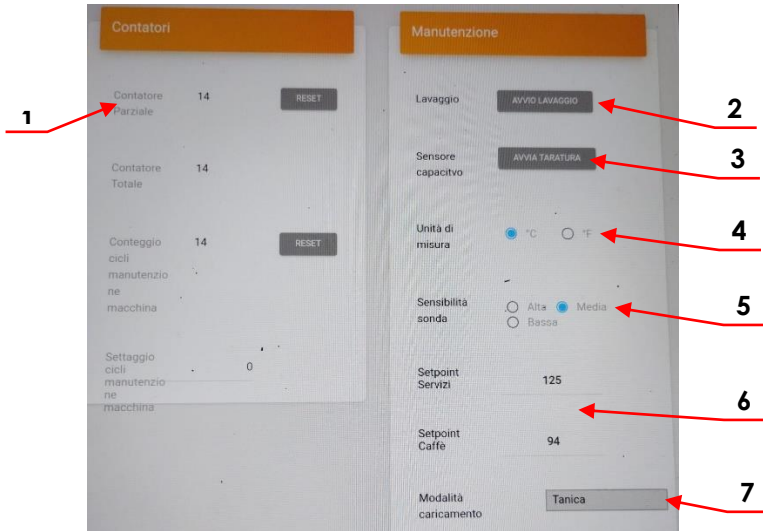 Contatori
Contatore
Parziale
14
RESET
Contatore
Totale
14
Conteggio
cicli
manutenzio
ne
macchina
14
RESET
Settaggio
cicli
manutenzio
ne
macchina
0
1
Manutenzione
Lavaggio
AVVIO LAVAGGIO
2
Sensore
capacitvo
AVVIA TARATURA
3
Unità di
misura
°C
°F
4
Sensibilità
sonda
Alta
Media
Bassa
5
Setpoint
Servizi
125
6
Setpoint
Caffè
94
Modalità
caricamento
Tanica
7